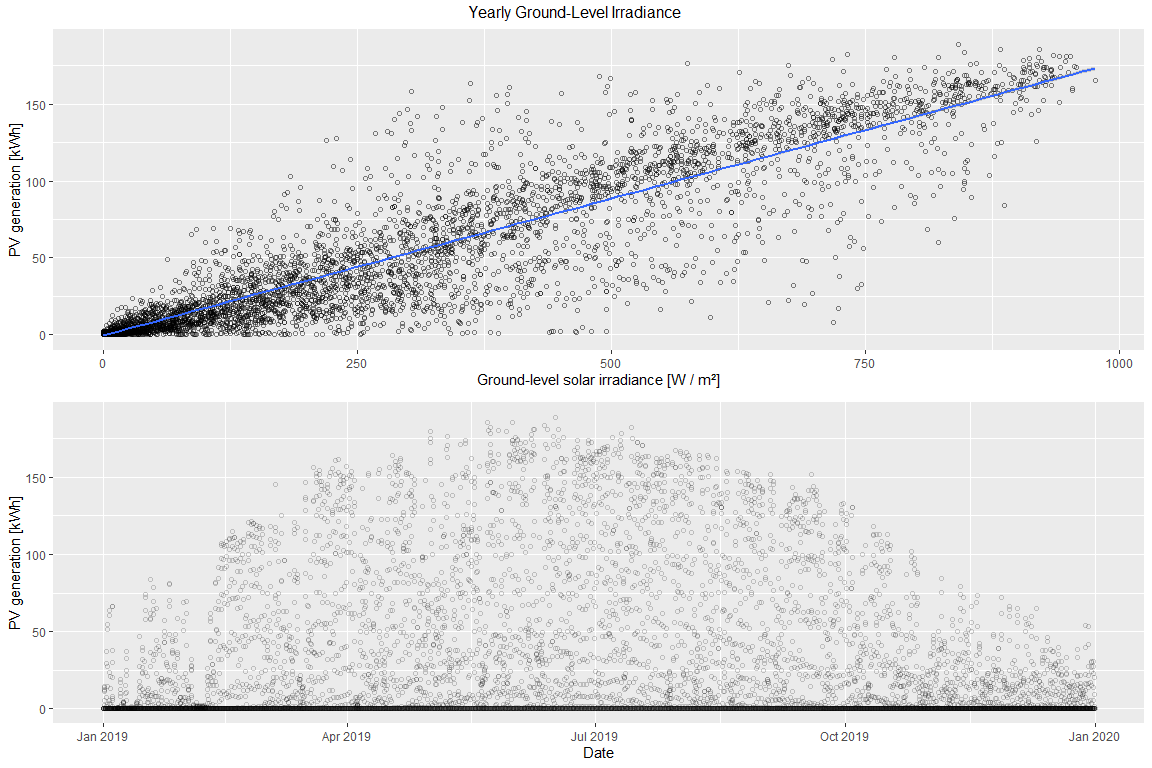 Yearly Ground-Level Irradiance
PV generation [kWh]
150
100
50
0
0 250 500 750 1000
Ground-level solar irradiance [W / m²]
PV generation [kWh]
150
100
50
0
Jan 2019 Apr 2019 Jul 2019 Oct 2019 Jan 2020
Date